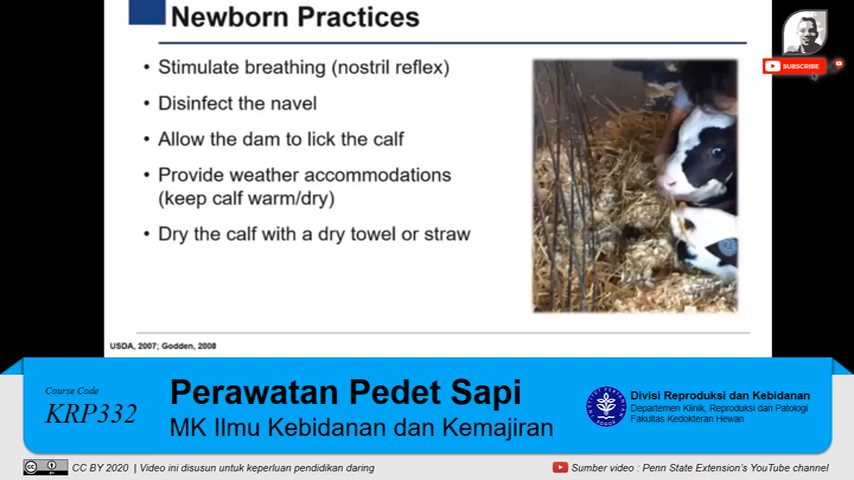 Newborn Practices
• Stimulate breathing (nostril reflex)
• Disinfect the navel
• Allow the dam to lick the calf
• Provide weather accommodations
(keep calf warm/dry)
• Dry the calf with a dry towel or straw
USDA, 2007; Godden, 2008
SUBSCRIBE
Course Code
KRP332
Perawatan Pedet Sapi
MK Ilmu Kebidanan dan Kemajiran
Divisi Reproduksi dan Kebidanan
Departemen Klinik, Reproduksi dan Patologi
Fakultas Kedokteran Hewan
CC BY 2020 | Video ini disusun untuk keperluan pendidikan daring
Sumber video : Penn State Extension's YouTube channel